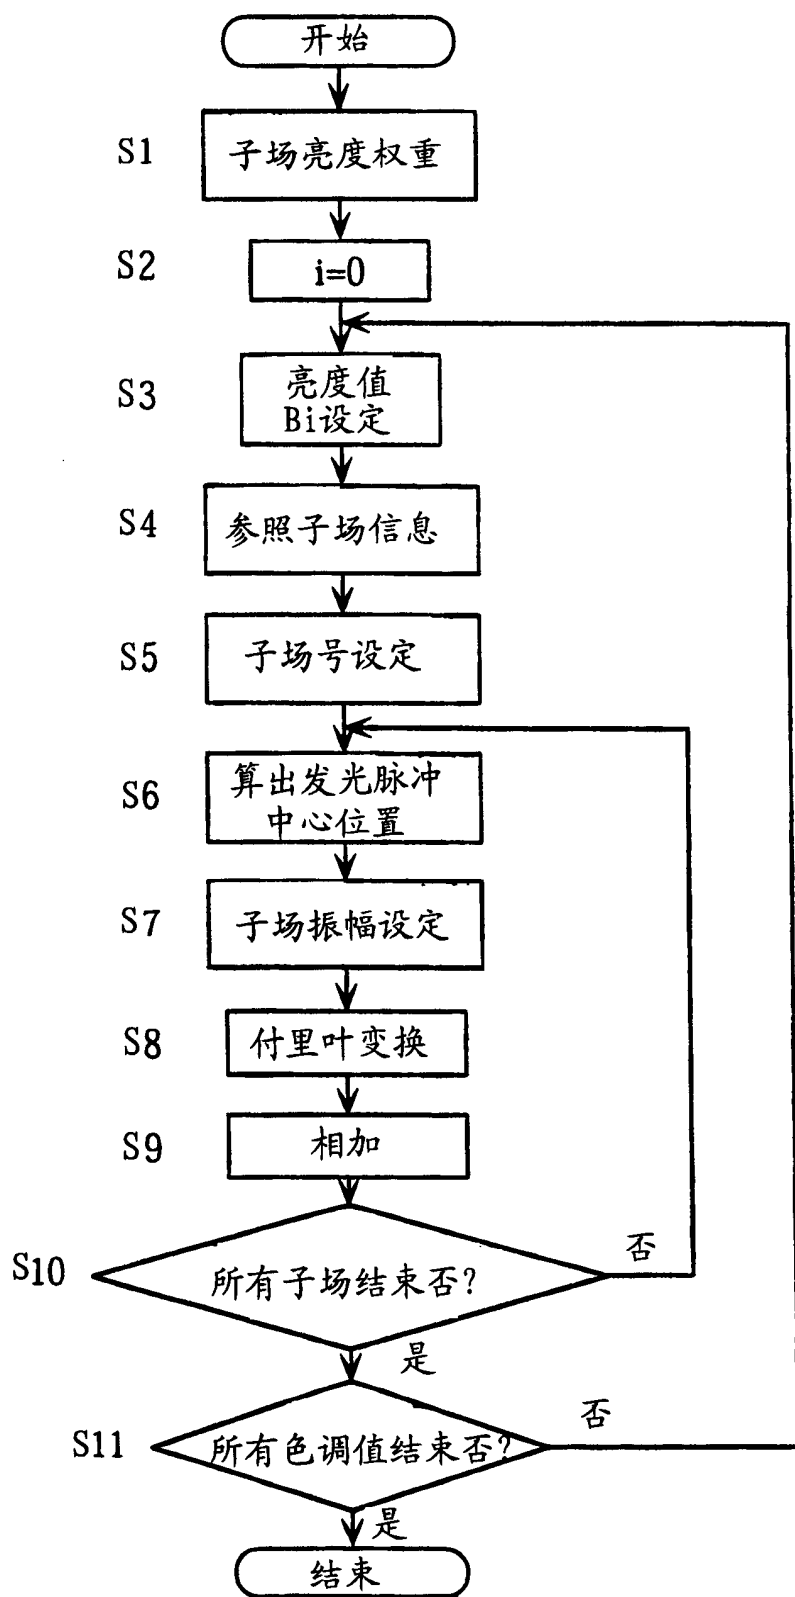 开始
S1 子场亮度权重
S2 i=0
S3 亮度值
Bi设定
S4 参照子场信息
S5 子场号设定
S6 算出发光脉冲
中心位置
S7 子场振幅设定
S8 付里叶变换
S9 相加
否
S10 所有子场结束否?
是
否
S11 所有色调值结束否?
是
结束